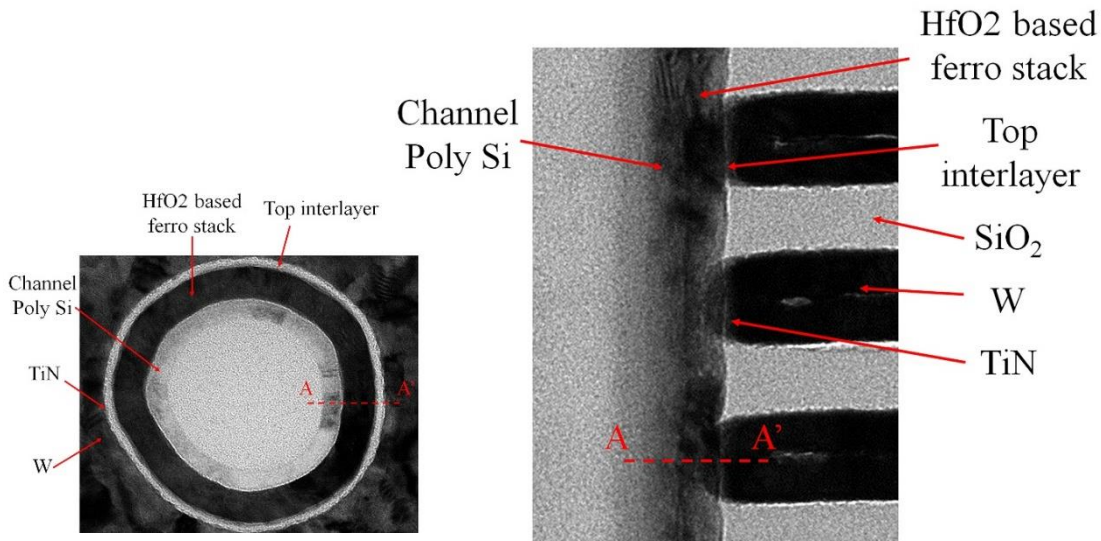 HfO2 based
ferro stack
Top interlayer
Channel
Poly Si
TiN
W
A
A'
HfO2 based
ferro stack
Channel
Poly Si
Top
interlayer
SiO₂
W
TiN
A
A’